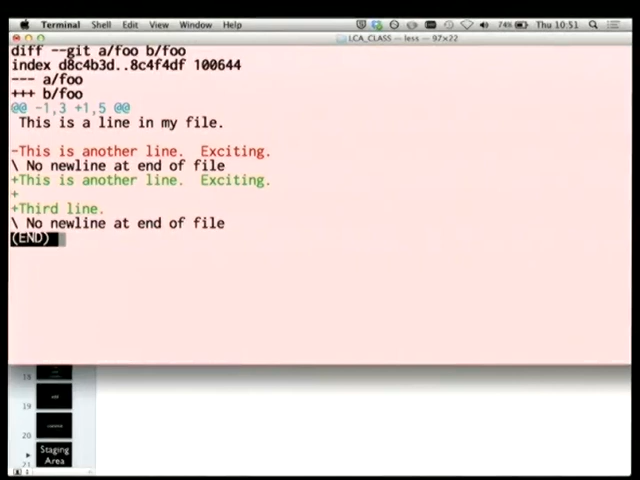 Terminal Shell Edit View Window Help 74% Thu 10:51
LCA_CLASS — less — 97×22
diff --git a/foo b/foo
index d8c4b3d..8c4f4df 100644
--- a/foo
+++ b/foo
@@ -1,3 +1,5 @@
 This is a line in my file.
-This is another line.  Exciting.
\ No newline at end of file
+This is another line.  Exciting.
+
+Third line.
\ No newline at end of file
(END)
18
19
20
Staging
Area
21